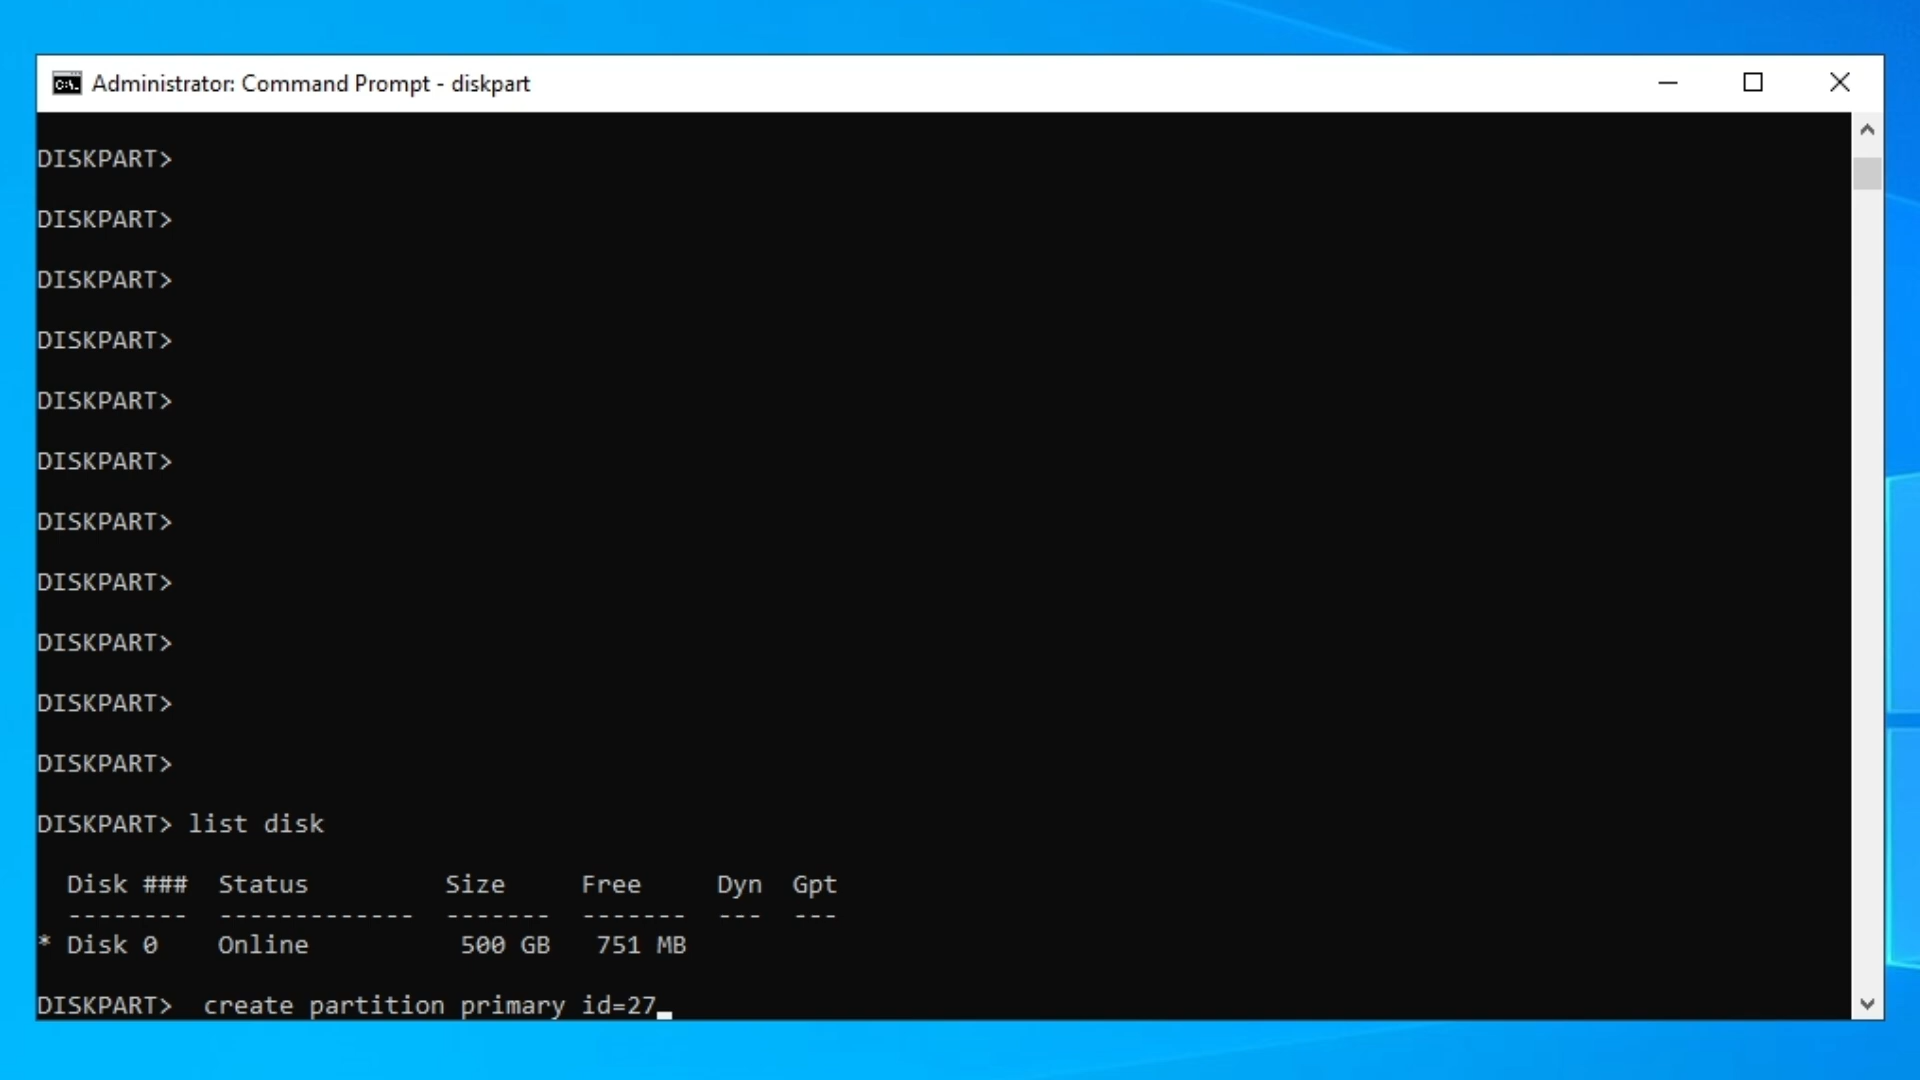 Administrator: Command Prompt - diskpart
DISKPART>
DISKPART>
DISKPART>
DISKPART>
DISKPART>
DISKPART>
DISKPART>
DISKPART>
DISKPART>
DISKPART>
DISKPART>
DISKPART> list disk
Disk ### Status Size Free Dyn Gpt
-------- ------------- ------- ------- --- ---
* Disk 0 Online 500 GB 751 MB
DISKPART> create partition primary id=27